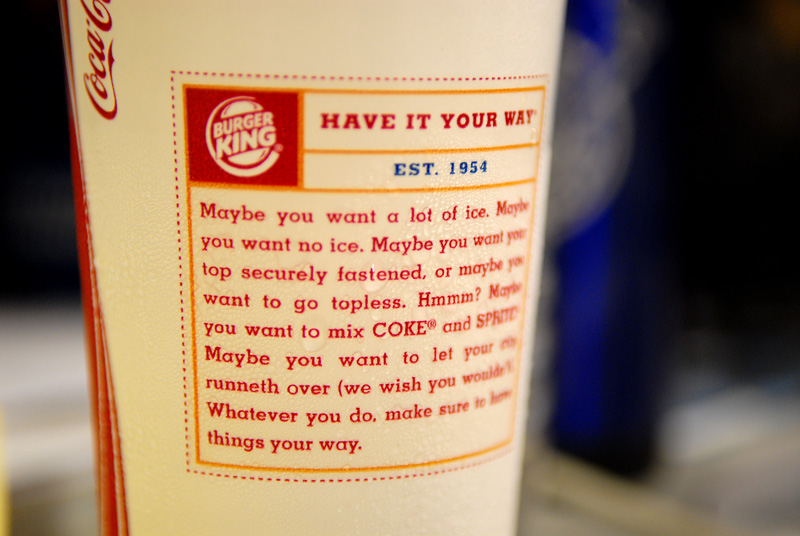 Coca-C
BURGER
KING®
HAVE IT YOUR WAY®
EST. 1954
Maybe you want a lot of ice. Maybe
you want no ice. Maybe you want your
top securely fastened, or maybe you
want to go topless. Hmmm? Maybe
you want to mix COKE® and SPRITE®.
Maybe you want to let your cup
runneth over (we wish you wouldn't).
Whatever you do, make sure to have
things your way.